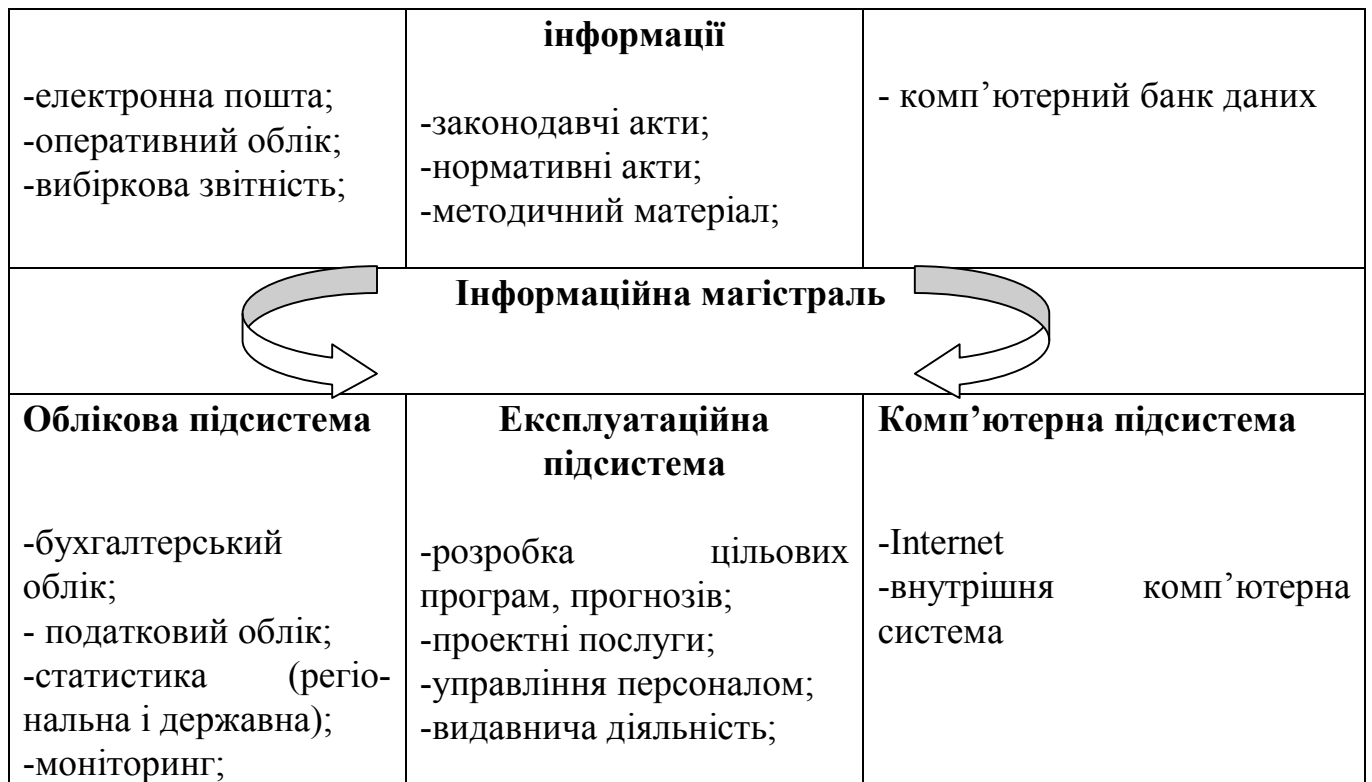 -електронна пошта;
-оперативний облік;
-вибіркова звітність;
інформації
-законодавчі акти;
-нормативні акти;
-методичний матеріал;
- комп’ютерний банк даних
Інформаційна магістраль
Облікова підсистема
-бухгалтерський
облік;
- податковий облік;
-статистика (регіо-
нальна і державна);
-моніторинг;
Експлуатаційна
підсистема
-розробка цільових
програм, прогнозів;
-проектні послуги;
-управління персоналом;
-видавнича діяльність;
Комп’ютерна підсистема
-Internet
-внутрішня комп’ютерна
система